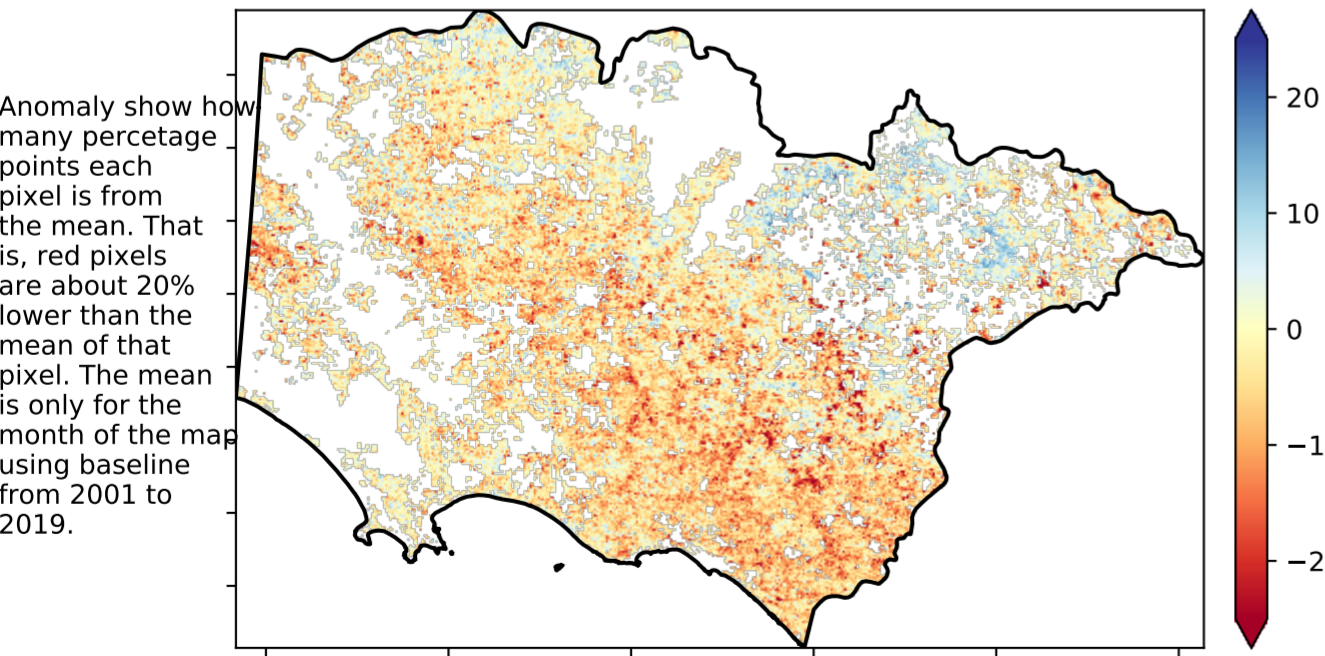 Anomaly show how
many percetage
points each
pixel is from
the mean. That
is, red pixels
are about 20%
lower than the
mean of that
pixel. The mean
is only for the
month of the map
using baseline
from 2001 to
2019.
20
10
0
−1
−2